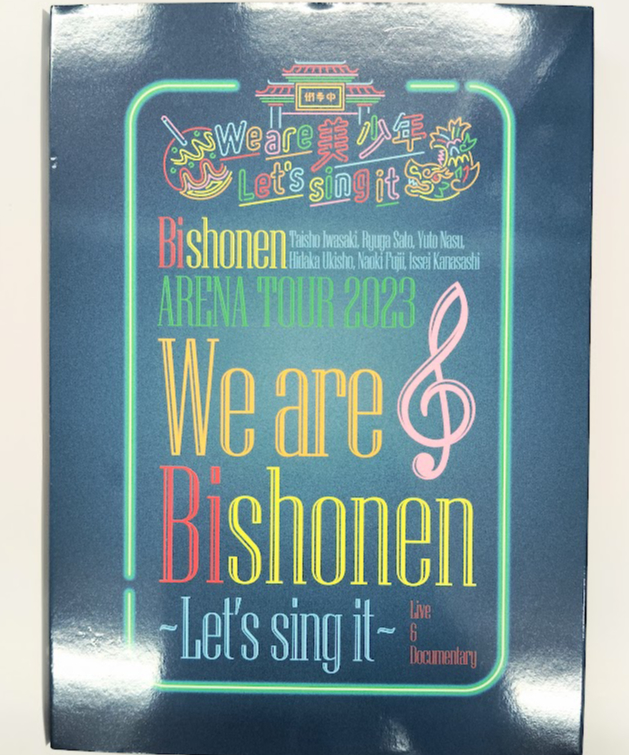 We are 美 少年
Let's sing it
Bishonen Taisho Iwasaki, Ryuga Sato, Yuto Nasu,
Hidaka Ukisho, Naoki Fujii, Issei Kanasashi
ARENA TOUR 2023
We are
Bishonen
~Let's sing it~
Live
&
Documentary